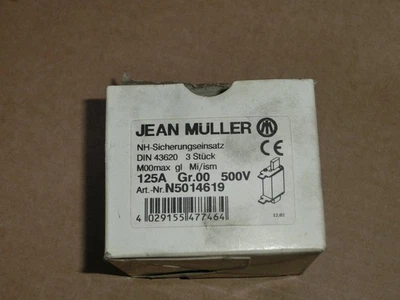 JEAN MÜLLER
NH-Sicherungseinsatz
DIN 43620 3 Stück
M00max gl Mi/ism
125A Gr.00 500V
Art.-Nr. N5014619
CE
4 029155 477464